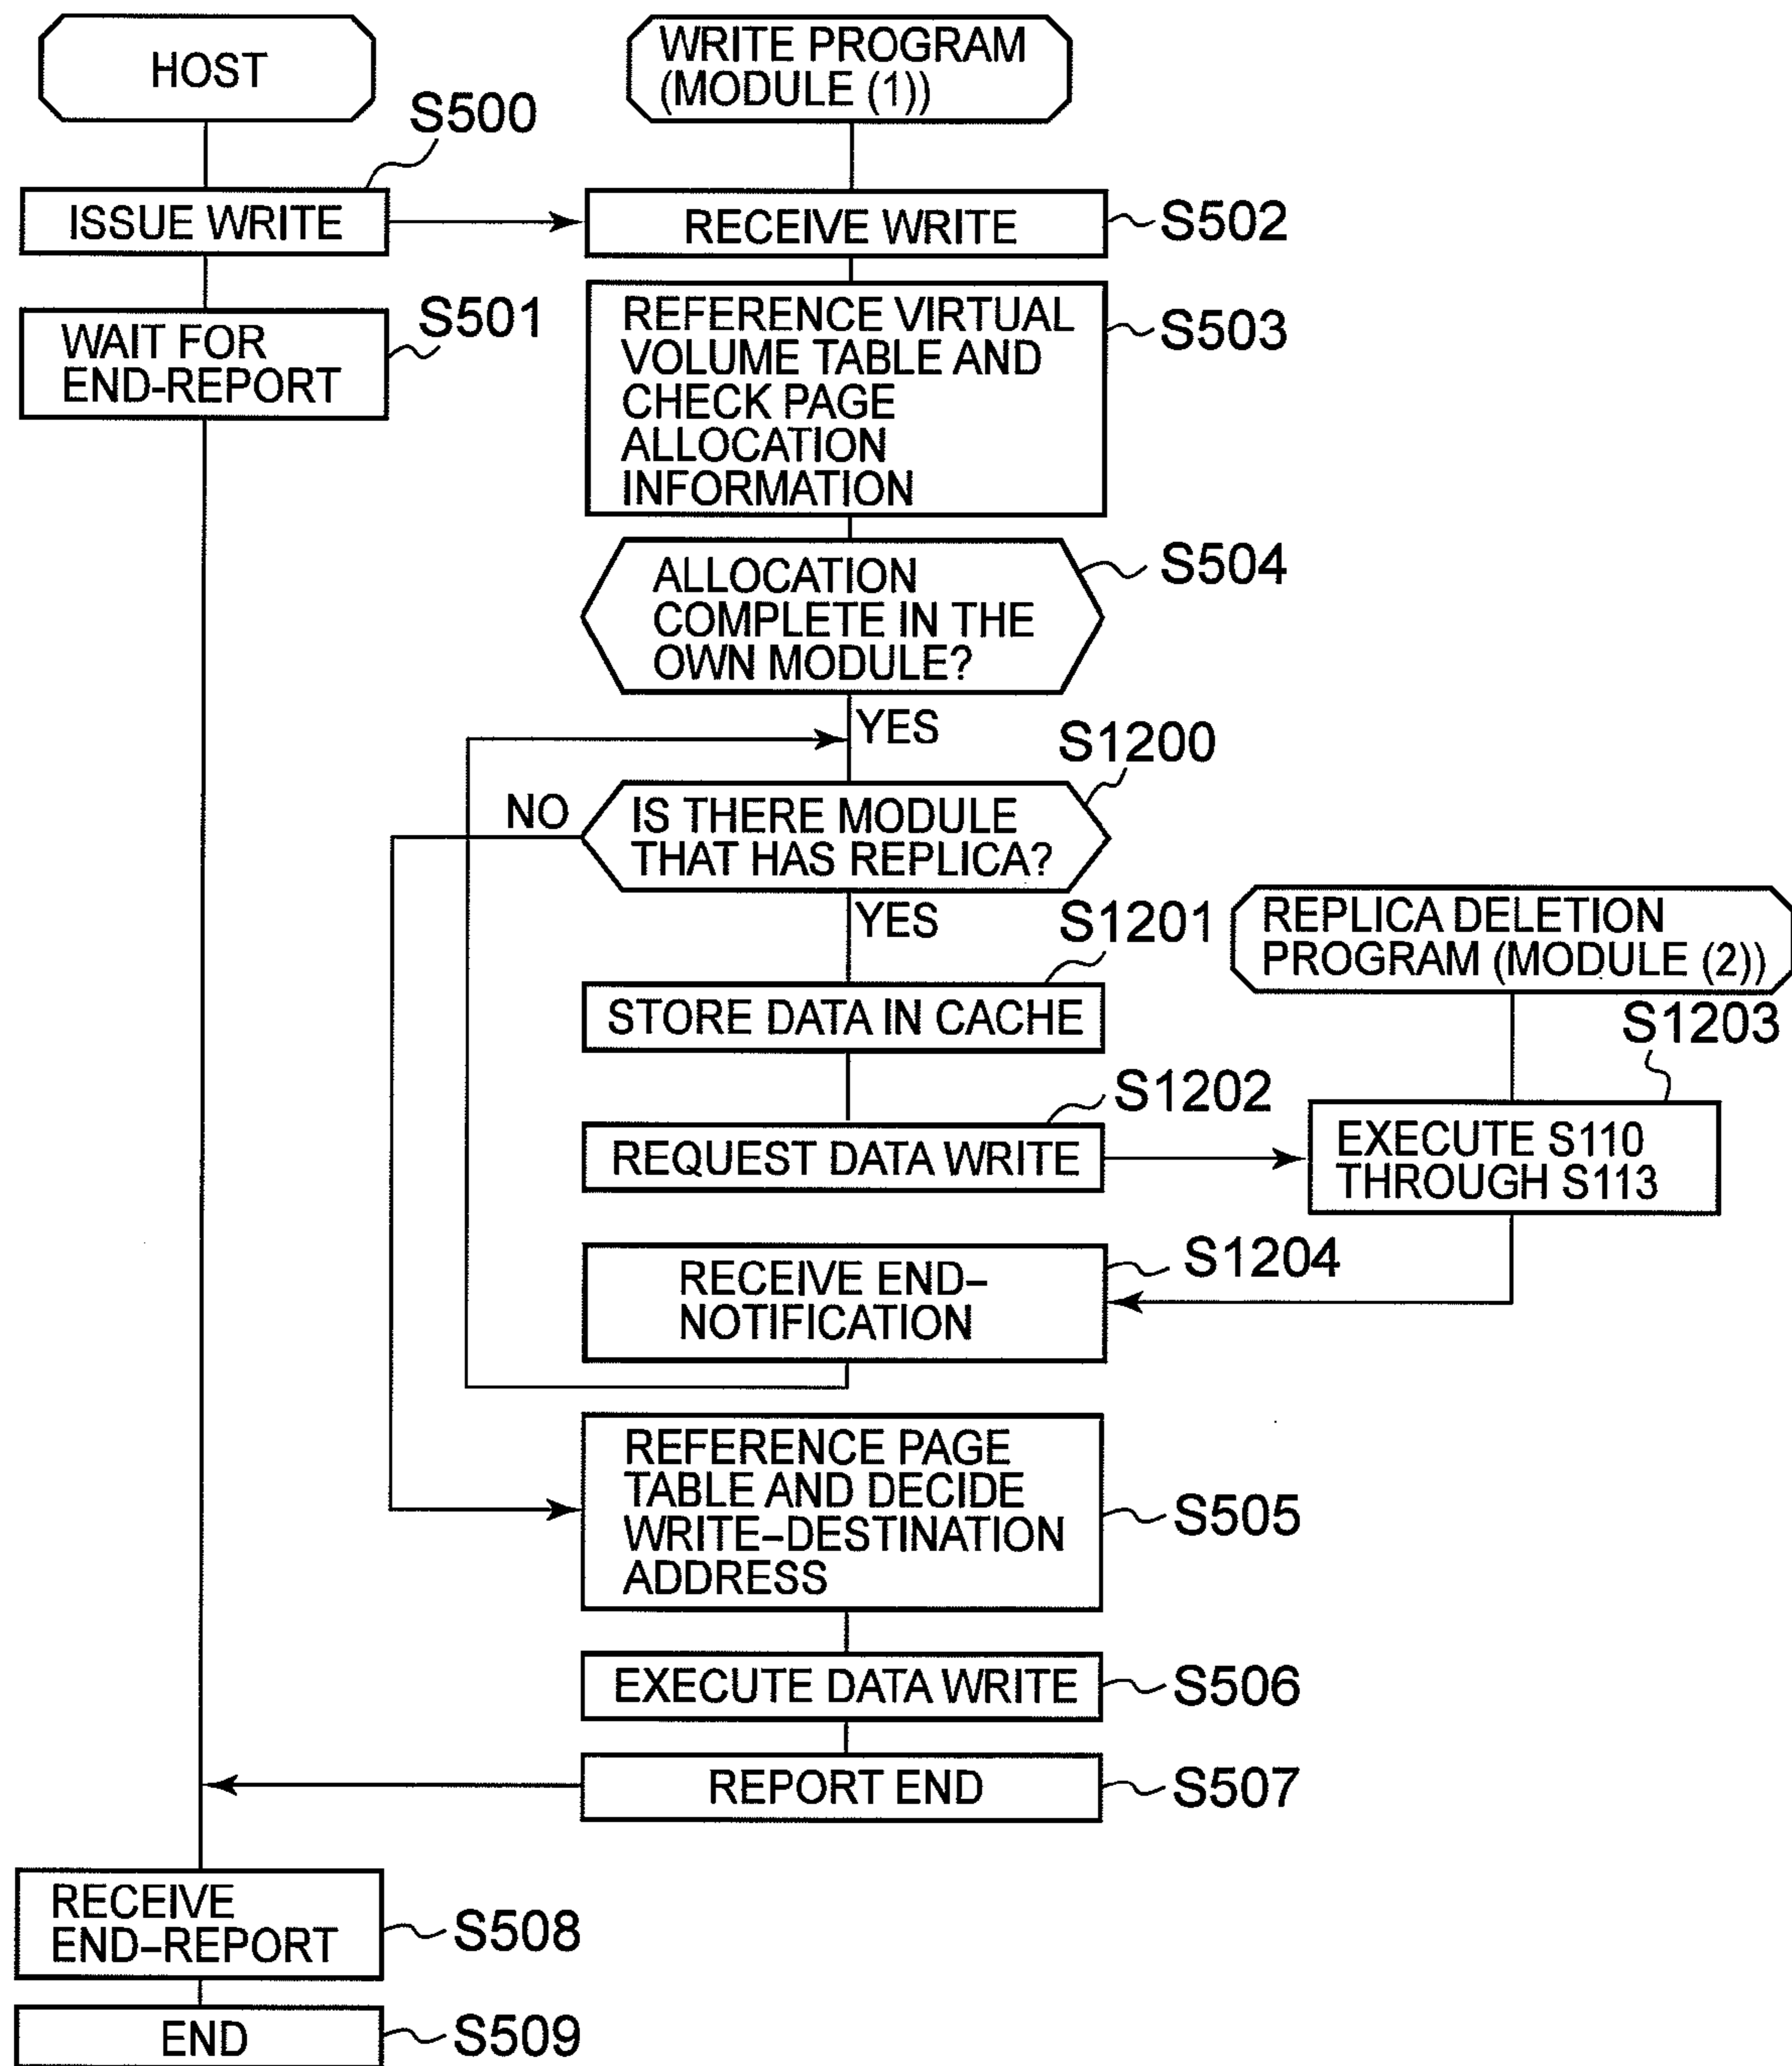 HOST
WRITE PROGRAM
(MODULE (1))
S500
ISSUE WRITE
RECEIVE WRITE
S502
WAIT FOR
END-REPORT
S501
REFERENCE VIRTUAL
VOLUME TABLE AND
CHECK PAGE
ALLOCATION
INFORMATION
S503
ALLOCATION
COMPLETE IN THE
OWN MODULE?
S504
YES
S1200
NO
IS THERE MODULE
THAT HAS REPLICA?
YES
S1201
REPLICA DELETION
PROGRAM (MODULE (2))
STORE DATA IN CACHE
S1203
S1202
REQUEST DATA WRITE
EXECUTE S110
THROUGH S113
RECEIVE END–
NOTIFICATION
S1204
REFERENCE PAGE
TABLE AND DECIDE
WRITE–DESTINATION
ADDRESS
S505
EXECUTE DATA WRITE
S506
REPORT END
S507
RECEIVE
END–REPORT
S508
END
S509